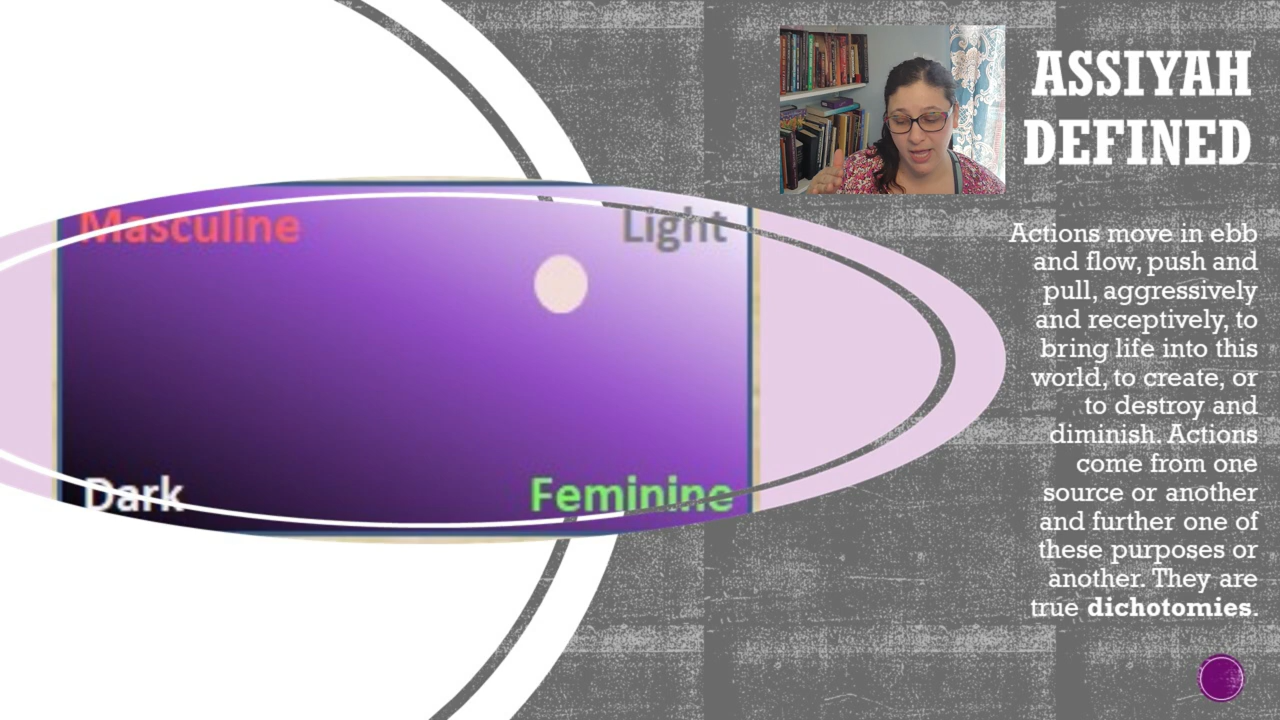 ASSIYAH
DEFINED
Masculine
Light
Dark
Feminine
Actions move in ebb
and flow, push and
pull, aggressively
and receptively, to
bring life into this
world, to create, or
to destroy and
diminish. Actions
come from one
source or another
and further one of
these purposes or
another. They are
true dichotomies.